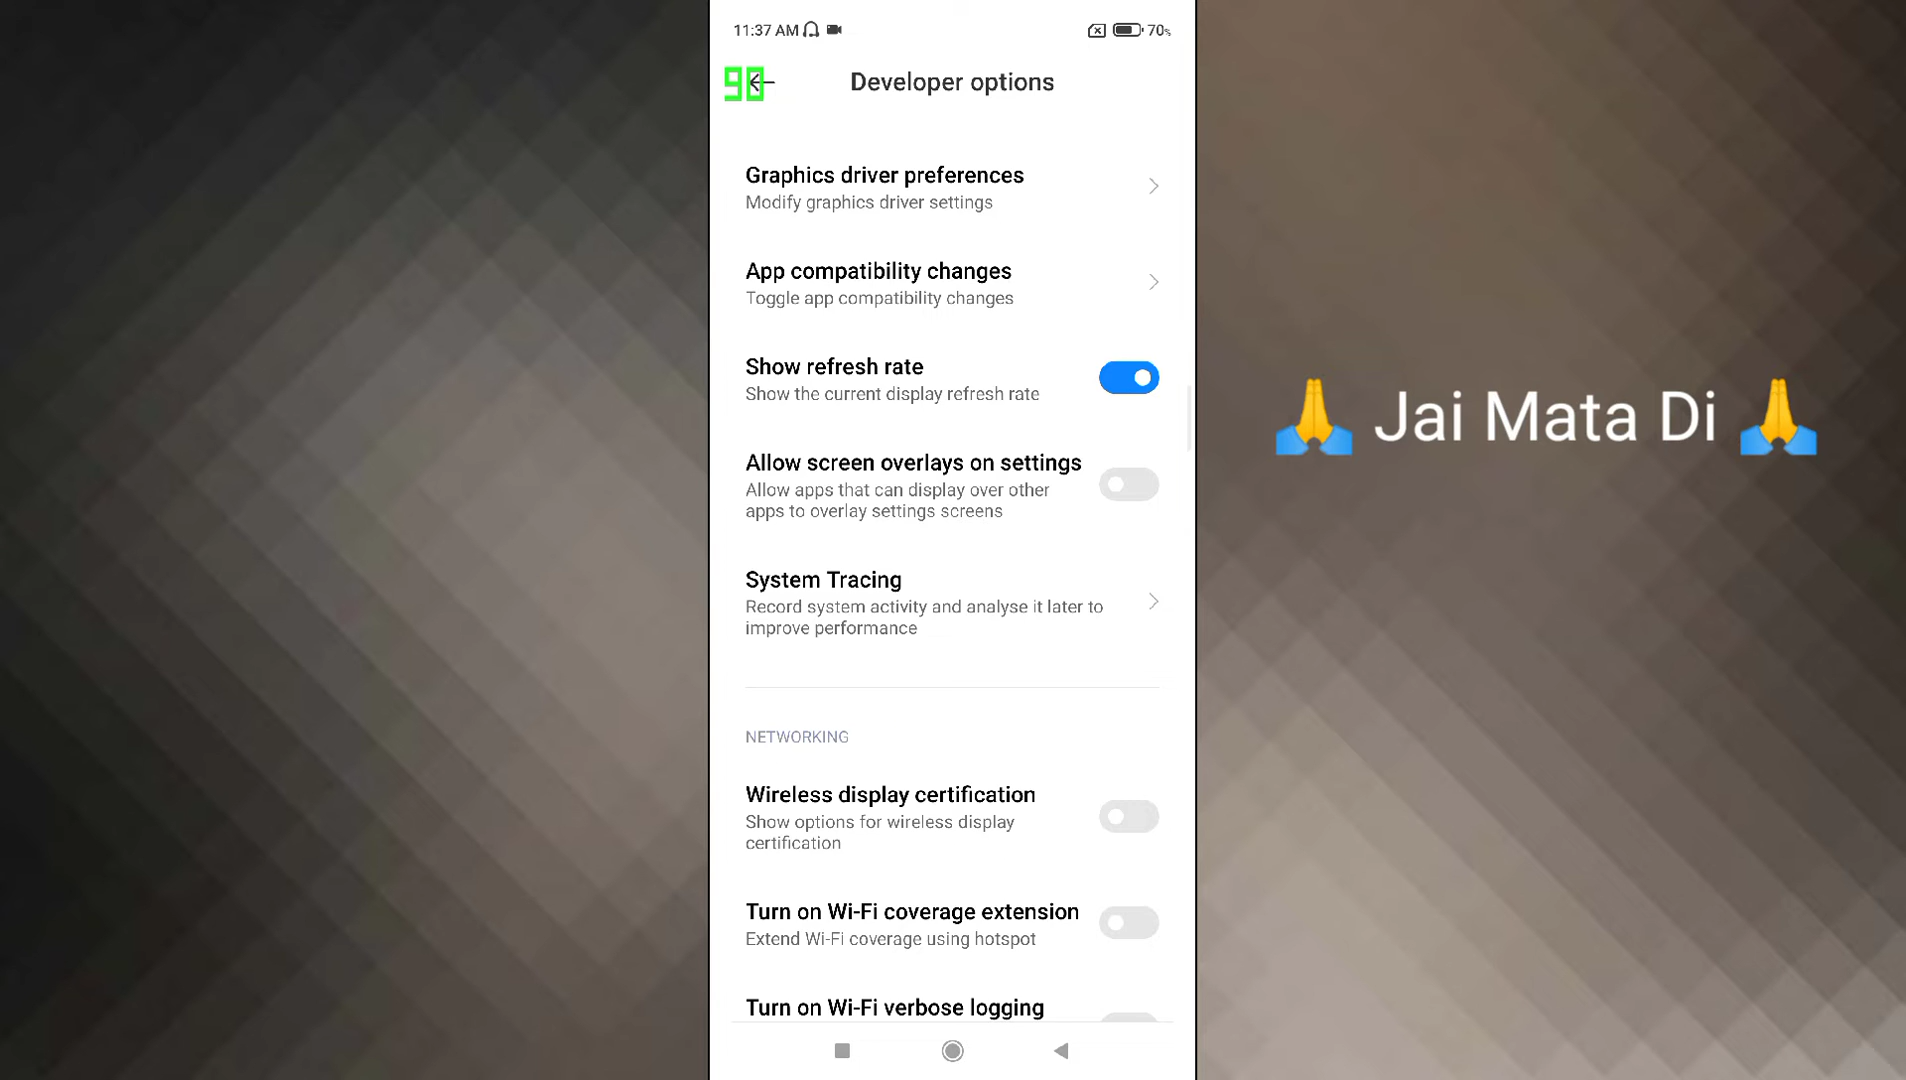 11:37 AM 70%
90
Developer options
Graphics driver preferences
Modify graphics driver settings
App compatibility changes
Toggle app compatibility changes
Show refresh rate
Show the current display refresh rate
Allow screen overlays on settings
Allow apps that can display over other
apps to overlay settings screens
System Tracing
Record system activity and analyse it later to
improve performance
NETWORKING
Wireless display certification
Show options for wireless display
certification
Turn on Wi-Fi coverage extension
Extend Wi-Fi coverage using hotspot
Turn on Wi-Fi verbose logging
🙏 Jai Mata Di 🙏